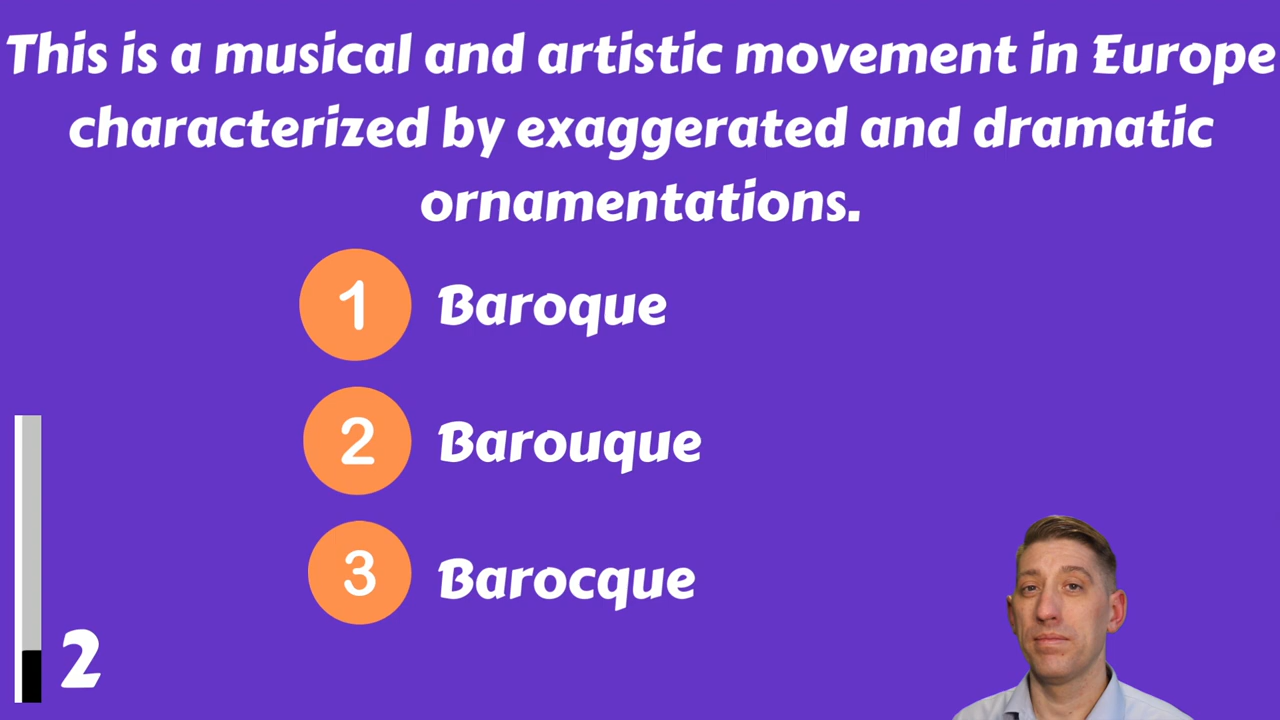 This is a musical and artistic movement in Europe
characterized by exaggerated and dramatic
ornamentations.
1 Baroque
2 Barouque
3 Barocque
2